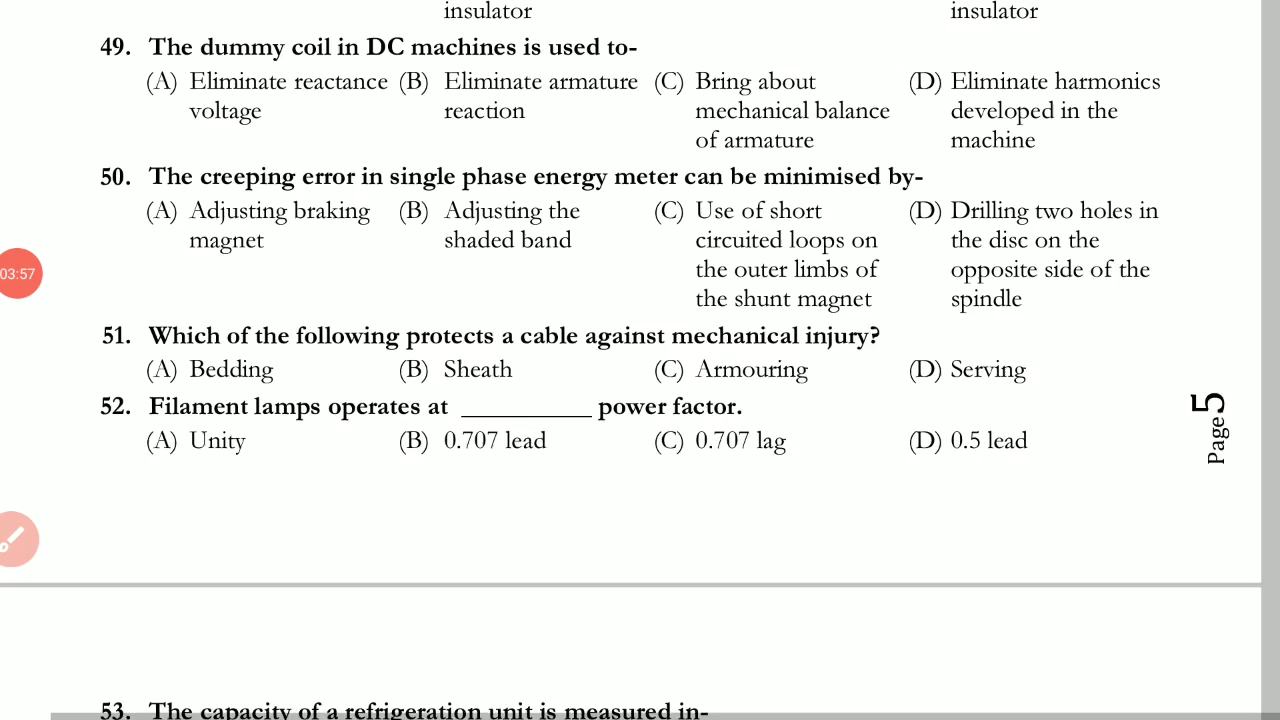 insulator insulator
49. The dummy coil in DC machines is used to-
(A) Eliminate reactance (B) Eliminate armature (C) Bring about (D) Eliminate harmonics
voltage reaction mechanical balance developed in the
of armature machine
50. The creeping error in single phase energy meter can be minimised by-
(A) Adjusting braking (B) Adjusting the (C) Use of short (D) Drilling two holes in
magnet shaded band circuited loops on the disc on the
03:57
the outer limbs of opposite side of the
the shunt magnet spindle
51. Which of the following protects a cable against mechanical injury?
(A) Bedding (B) Sheath (C) Armouring (D) Serving
52. Filament lamps operates at __________ power factor.
(A) Unity (B) 0.707 lead (C) 0.707 lag (D) 0.5 lead
Page 5
53. The capacity of a refrigeration unit is measured in-